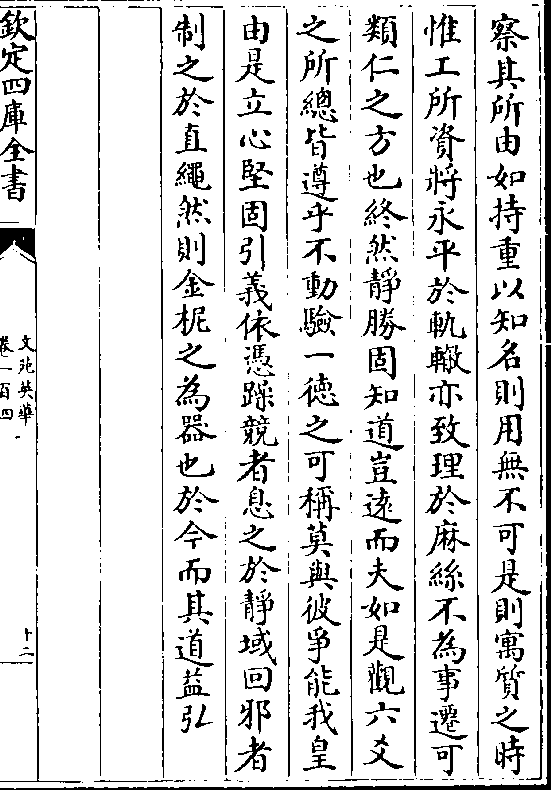 察其所由如持重以知名則用無不可是則寓質之時
惟工所資將永平於軌轍亦致理於麻絲不為事遷可
類仁之方也終然靜勝固知道豈遠而夫如是觀六爻
之所總皆遵乎不動驗一徳之可稱莫與彼爭能我皇
由是立心堅固引義依憑躁競者息之於靜域回邪者
制之於直繩然則金柅之為器也於今而其道益弘
欽定四庫全書
文苑英華
卷一百四
十二